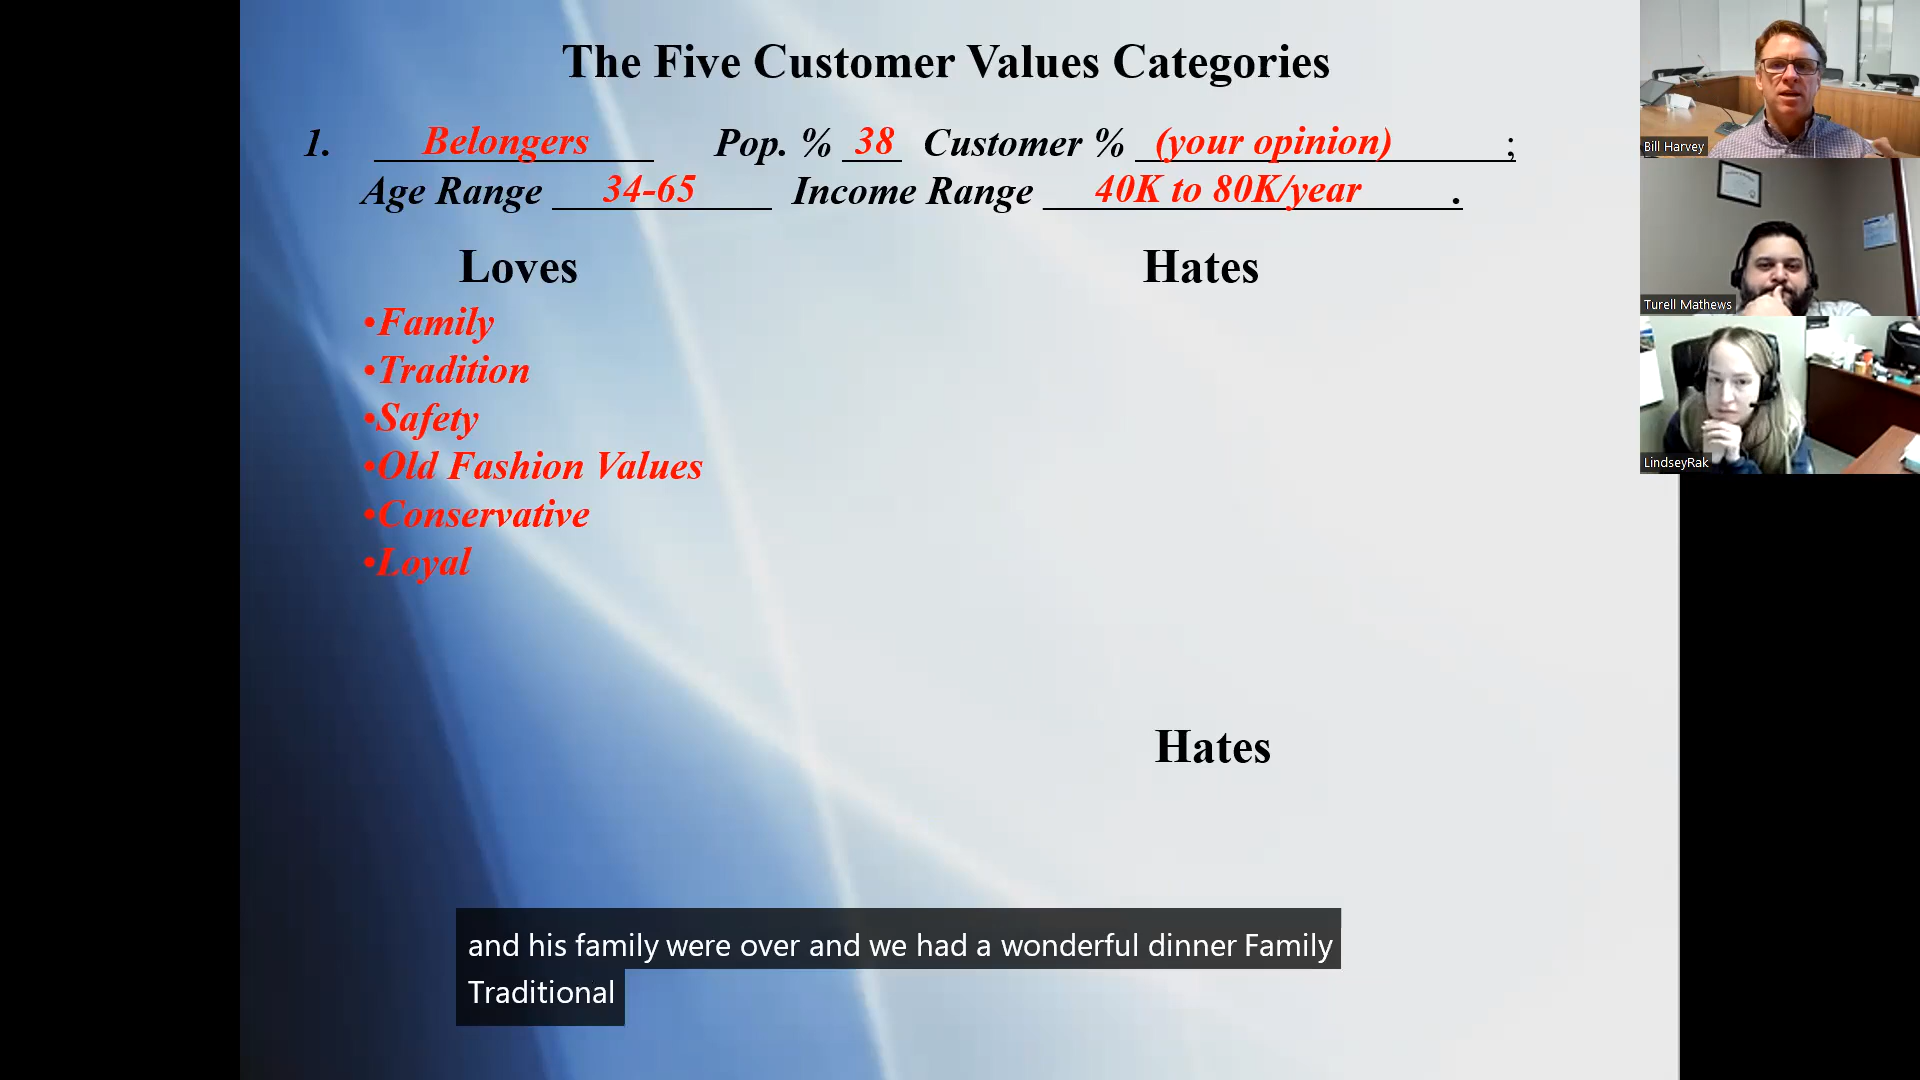 The Five Customer Values Categories
1. Belongers Pop. % 38 Customer % (your opinion) ;
Age Range 34-65 Income Range 40K to 80K/year .
Loves
Hates
•Family
•Tradition
•Safety
•Old Fashion Values
•Conservative
•Loyal
Hates
and his family were over and we had a wonderful dinner Family
Traditional
Bill Harvey
Turell Mathews
LindseyRak